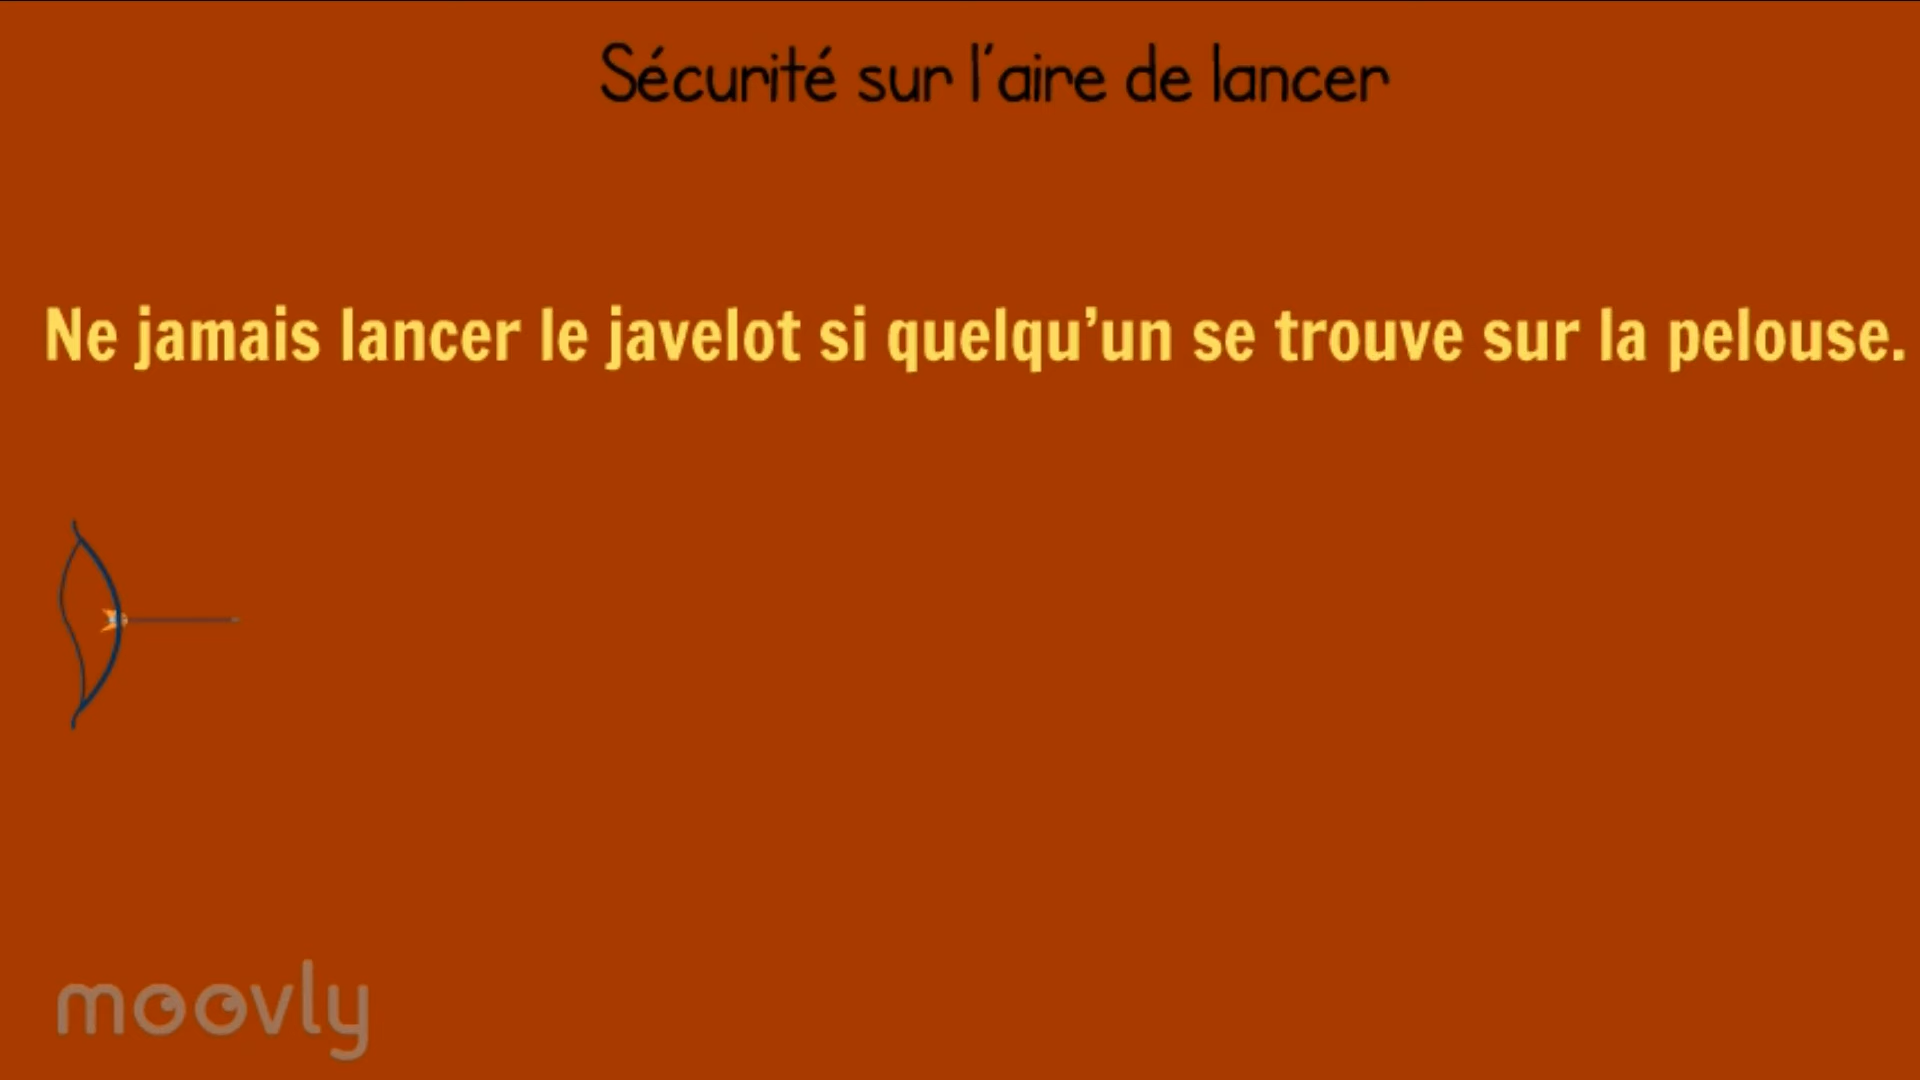 Sécurité sur l'aire de lancer
Ne jamais lancer le javelot si quelqu’un se trouve sur la pelouse.
moovly